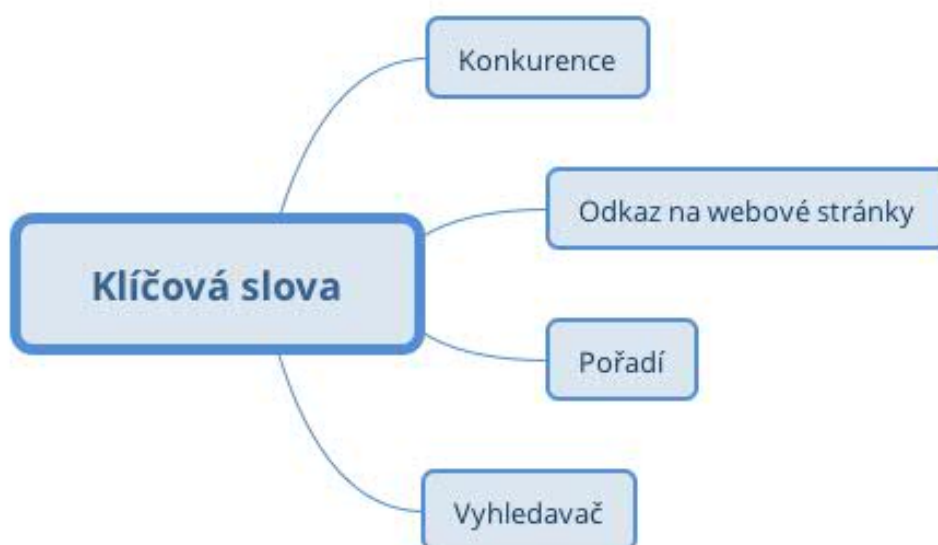 Konkurence
Odkaz na webové stránky
Klíčová slova
Pořadí
Vyhledavač